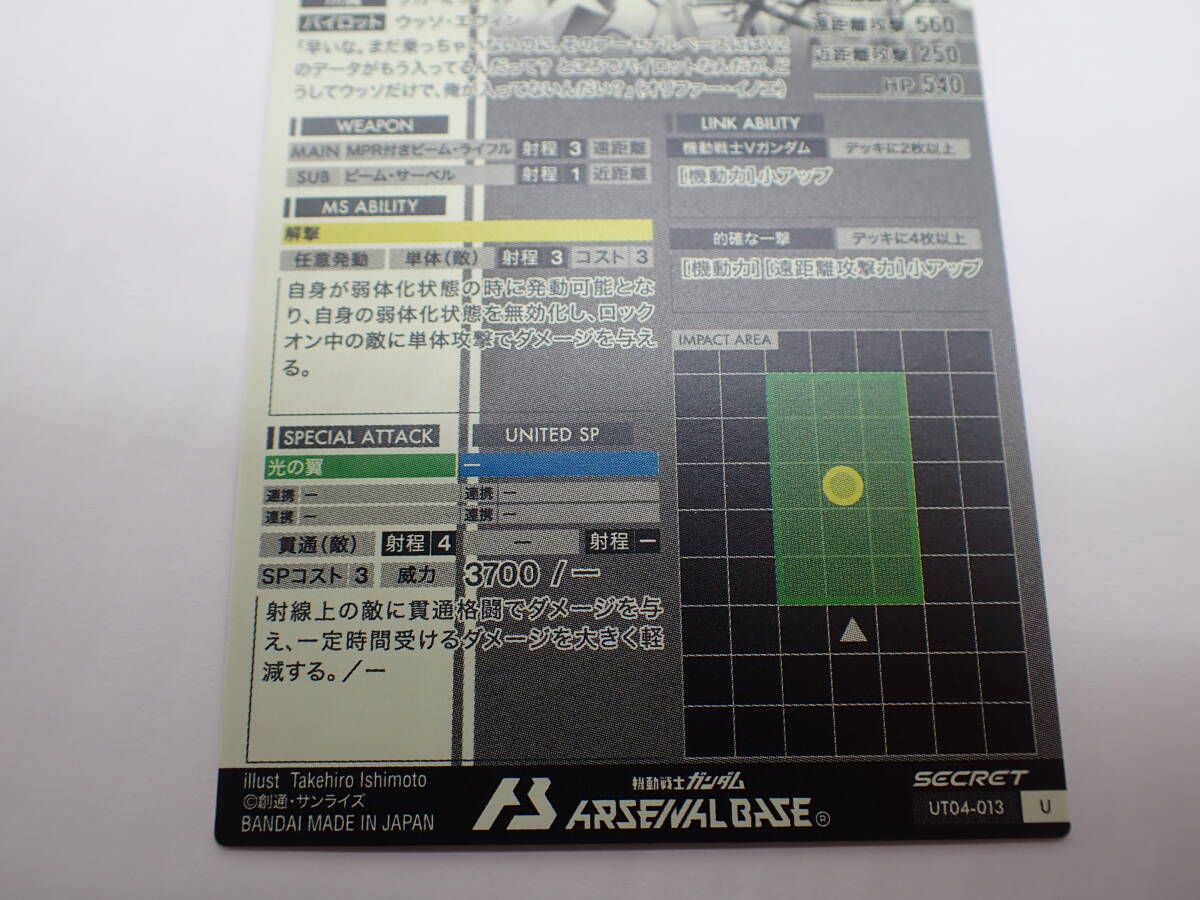 パイロット ウッソ・エヴィン
遠距離攻撃 560
近距離攻撃 250
HP 540
「早いな。まだ乗っちゃいないのに、そのアーセナルベースにはV2
のデータがもう入ってるんだって? ところでパイロットなんだが、ど
うしてウッソだけで、俺が入ってないんだい?」(オリファー・イノエ)
WEAPON
MAIN MPR付きビーム・ライフル 射程 3 遠距離
SUB ビーム・サーベル 射程 1 近距離
MS ABILITY
解撃
任意発動 単体(敵) 射程 3 コスト 3
自身が弱体化状態の時に発動可能とな
り、自身の弱体化状態を無効化し、ロック
オン中の敵に単体攻撃でダメージを与え
る。
SPECIAL ATTACK UNITED SP
光の翼 ー
連携 ー 連携 ー
連携 ー 連携 ー
貫通(敵) 射程 4 ー 射程 ー
SPコスト 3 威力 3700 /ー
射線上の敵に貫通格闘でダメージを与
え、一定時間受けるダメージを大きく軽
減する。/ー
LINK ABILITY
機動戦士Vガンダム デッキに2枚以上
[機動力]小アップ
的確な一撃 デッキに4枚以上
[機動力][遠距離攻撃力]小アップ
IMPACT AREA
illust Takehiro Ishimoto
©創通・サンライズ
BANDAI MADE IN JAPAN
機動戦士ガンダム
ARSENAL BASE®
SECRET
UT04-013 U